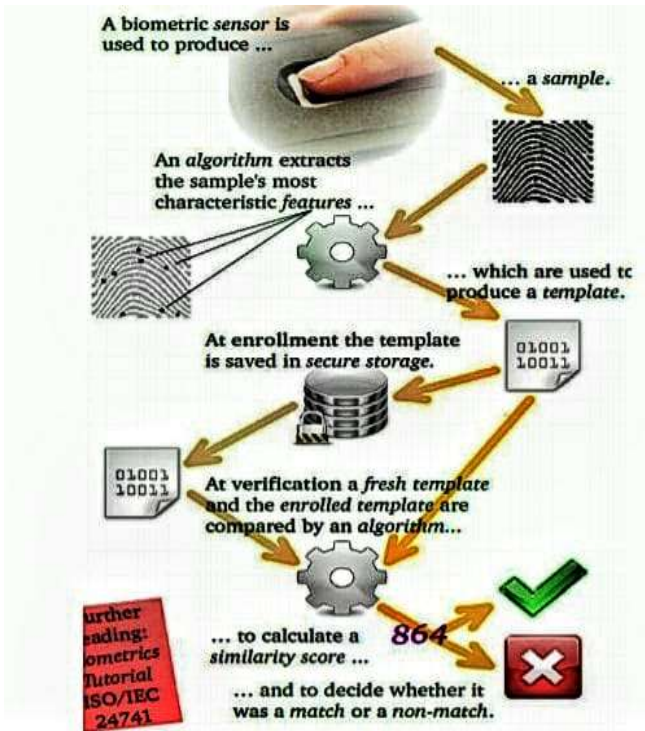 A biometric sensor is
used to produce ...
... a sample.
An algorithm extracts
the sample's most
characteristic features ...
... which are used to
produce a template.
At enrollment the template
is saved in secure storage.
01001
10011
01001
10011
At verification a fresh template
and the enrolled template are
compared by an algorithm...
... to calculate a
similarity score ...
864
... and to decide whether it
was a match or a non-match.
urther
eading:
ometrics
Tutorial
ISO/IEC
24741